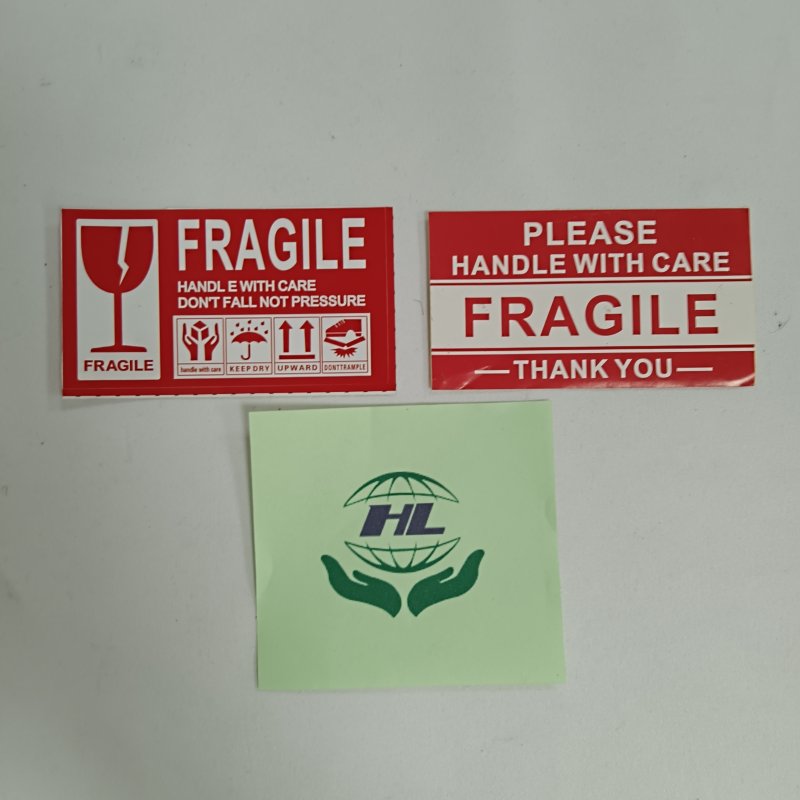 FRAGILE
HANDL E WITH CARE
DON'T FALL NOT PRESSURE
FRAGILE
handle with care
KEEP DRY
UPWARD
DONTTRAMPLE
PLEASE
HANDLE WITH CARE
FRAGILE
THANK YOU
HL